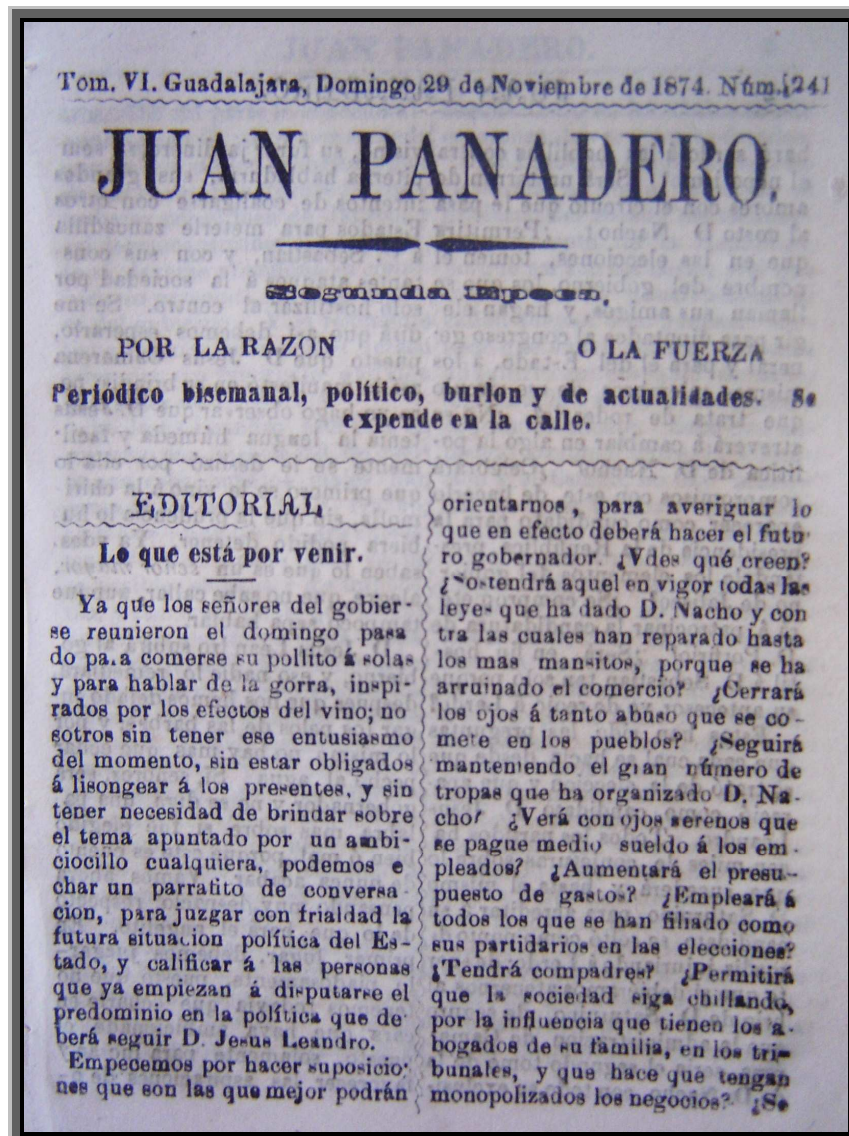 Tom. VI. Guadalajara, Domingo 29 de Noviembre de 1874. Núm. 241
JUAN PANADERO.
Segunda Epoca.
POR LA RAZON O LA FUERZA
Periódico bisemanal, político, burlon y de actualidades. Se
expende en la calle.
EDITORIAL
Lo que está por venir.
Ya que los señores del gobier-
se reunieron el domingo pasa
do para comerse su pollito á solas
y para hablar de la gorra, inspi-
rados por los efectos del vino; no
sotros sin tener ese entusiasmo
del momento, sin estar obligados
á lisongear á los presentes, y sin
tener necesidad de brindar sobre
el tema apuntado por un ambi-
ciocillo cualquiera, podemos e
char un parratito de conversa
cion, para juzgar con frialdad la
futura situacion política del Es-
tado, y calificar á las personas
que ya empiezan á disputarse el
predominio en la política que de
berá seguir D. Jesus Leandro.
Empecemos por hacer suposicio-
nes que son las que mejor podrán
orientarnos, para averiguar lo
que en efecto deberá hacer el futu
ro gobernador. ¿Vdes qué creen?
¿Sostendrá aquel en vigor todas las
leyes que ha dado D. Nacho y con
tra las cuales han reparado hasta
los mas mansitos, porque se ha
arruinado el comercio? ¿Cerrará
los ojos á tanto abuso que se co-
mete en los pueblos? ¿Seguirá
manteniendo el gran número de
tropas que ha organizado D. Na-
cho? ¿Verá con ojos serenos que
se pague medio sueldo á los em-
pleados? ¿Aumentará el presu-
puesto de gastos? ¿Empleará á
todos los que se han filiado como
sus partidarios en las elecciones?
¿Tendrá compadres? ¿Permitirá
que la sociedad siga chillando,
por la influencia que tienen los a-
bogados de su familia, en los tri-
bunales, y que hace que tengan
monopolizados los negocios? ¿Se